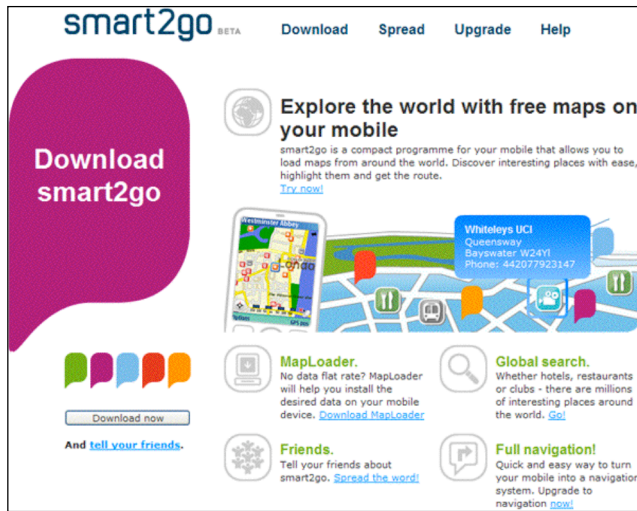 smart2go BETA
Download Spread Upgrade Help
Download
smart2go
Explore the world with free maps on
your mobile
smart2go is a compact programme for your mobile that allows you to
load maps from around the world. Discover interesting places with ease,
highlight them and get the route.
Try now!
Westminster Abbey
Londo
Options
GPS pos.
Whiteleys UCI
Queensway
Bayswater W24Yl
Phone: 442077923147
MapLoader.
No data flat rate? MapLoader
will help you install the
desired data on your mobile
device. Download MapLoader
Global search.
Whether hotels, restaurants
or clubs - there are millions
of interesting places around
the world. Go!
Download now
And tell your friends.
Friends.
Tell your friends about
smart2go. Spread the word!
Full navigation!
Quick and easy way to turn
your mobile into a navigation
system. Upgrade to
navigation now!